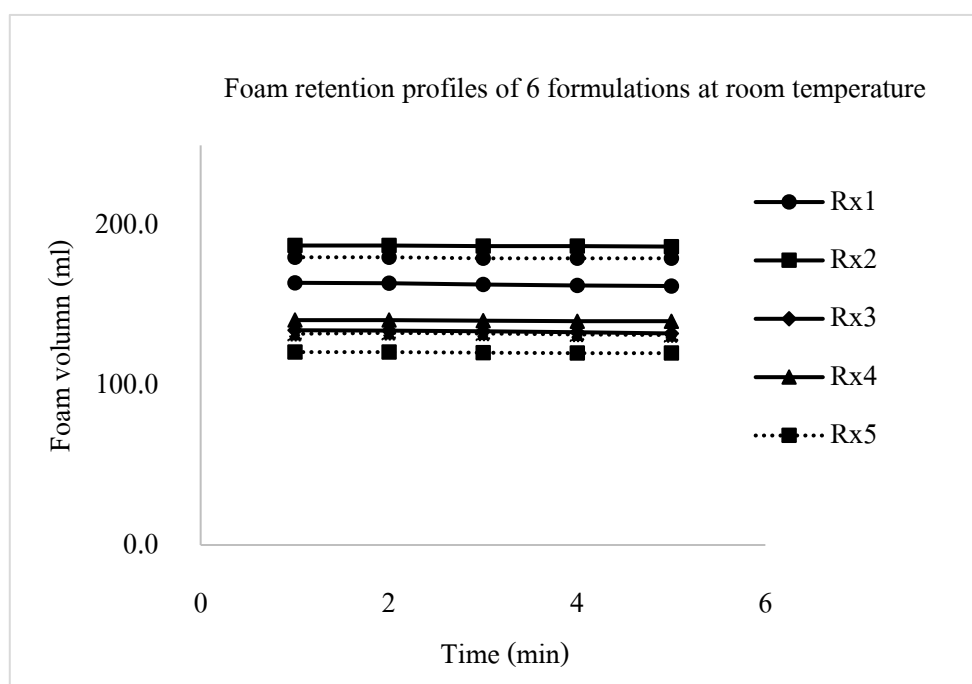 Foam retention profiles of 6 formulations at room temperature
200.0
100.0
0.0
Foam volumn (ml)
0 2 4 6
Time (min)
Rx1
Rx2
Rx3
Rx4
Rx5